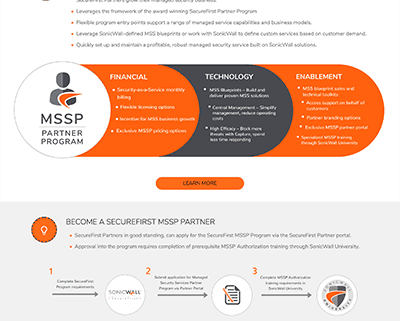 SecureFirst Partners grow their managed security business.
Leverages the framework of the award winning SecureFirst Partner Program
Flexible program entry points support a range of managed service capabilities and business models.
Leverage SonicWall-defined MSS blueprints or work with SonicWall to define custom services based on customer demand.
Quickly set up and maintain a profitable, robust managed security service built on SonicWall solutions.
MSSP
PARTNER
PROGRAM
FINANCIAL
Security-as-a-Service monthly
billing
Flexible licensing options
Incentive for MSS business growth
Exclusive MSSP pricing options
TECHNOLOGY
MSS Blueprints – Build and
deliver proven MSS solutions
Central Management – Simplify
management, reduce operating
costs
High Efficacy – Block more
threats with Capture, spend
less time responding
ENABLEMENT
MSS blueprint sales and
technical toolkits
Access support on behalf of
customers
Partner branding options
Exclusive MSSP partner portal
Specialized MSSP training
through SonicWall University
LEARN MORE
BECOME A SECUREFIRST MSSP PARTNER
SecureFirst Partners in good standing, can apply for the SecureFirst MSSP Program via the SecureFirst Partner portal.
Approval into the program requires completion of prerequisite MSSP Authorization training through SonicWall University.
1
Complete SecureFirst
Program requirements
SONICWALL
2
Submit application for Managed
Security Services Partner
Program via Partner Portal
3
Complete MSSP Authorization
training requirements in
SonicWall University